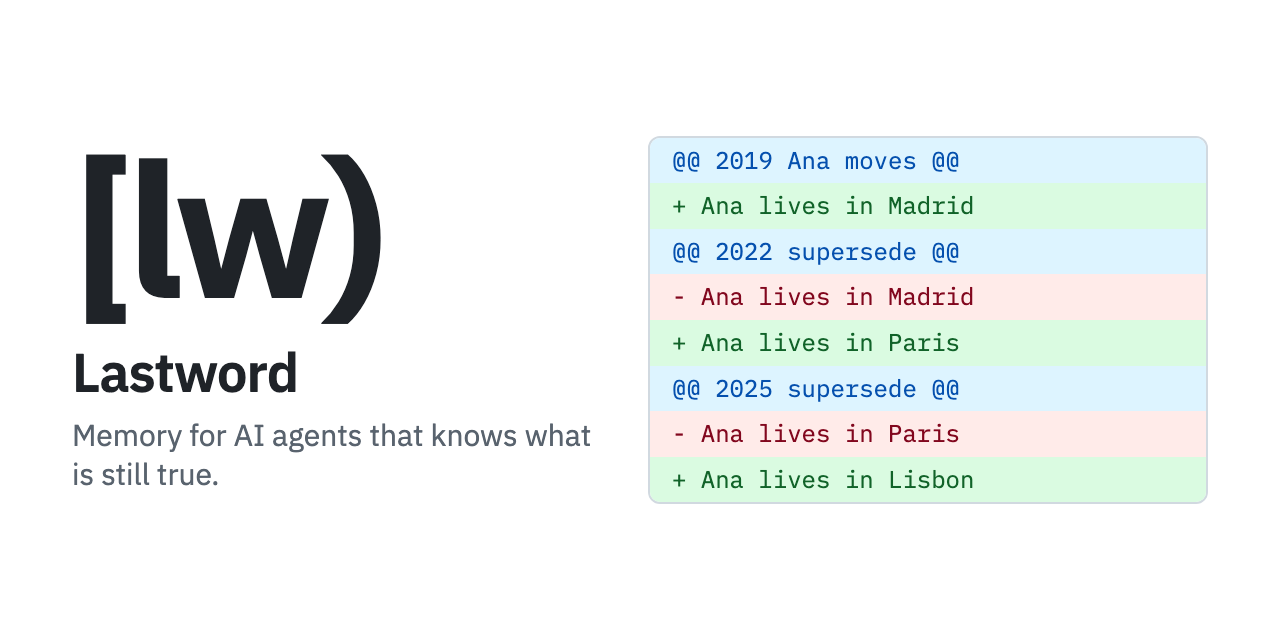 [lw)
Lastword
Memory for AI agents that knows what
is still true.
@@ 2019 Ana moves @@
+ Ana lives in Madrid
@@ 2022 supersede @@
- Ana lives in Madrid
+ Ana lives in Paris
@@ 2025 supersede @@
- Ana lives in Paris
+ Ana lives in Lisbon